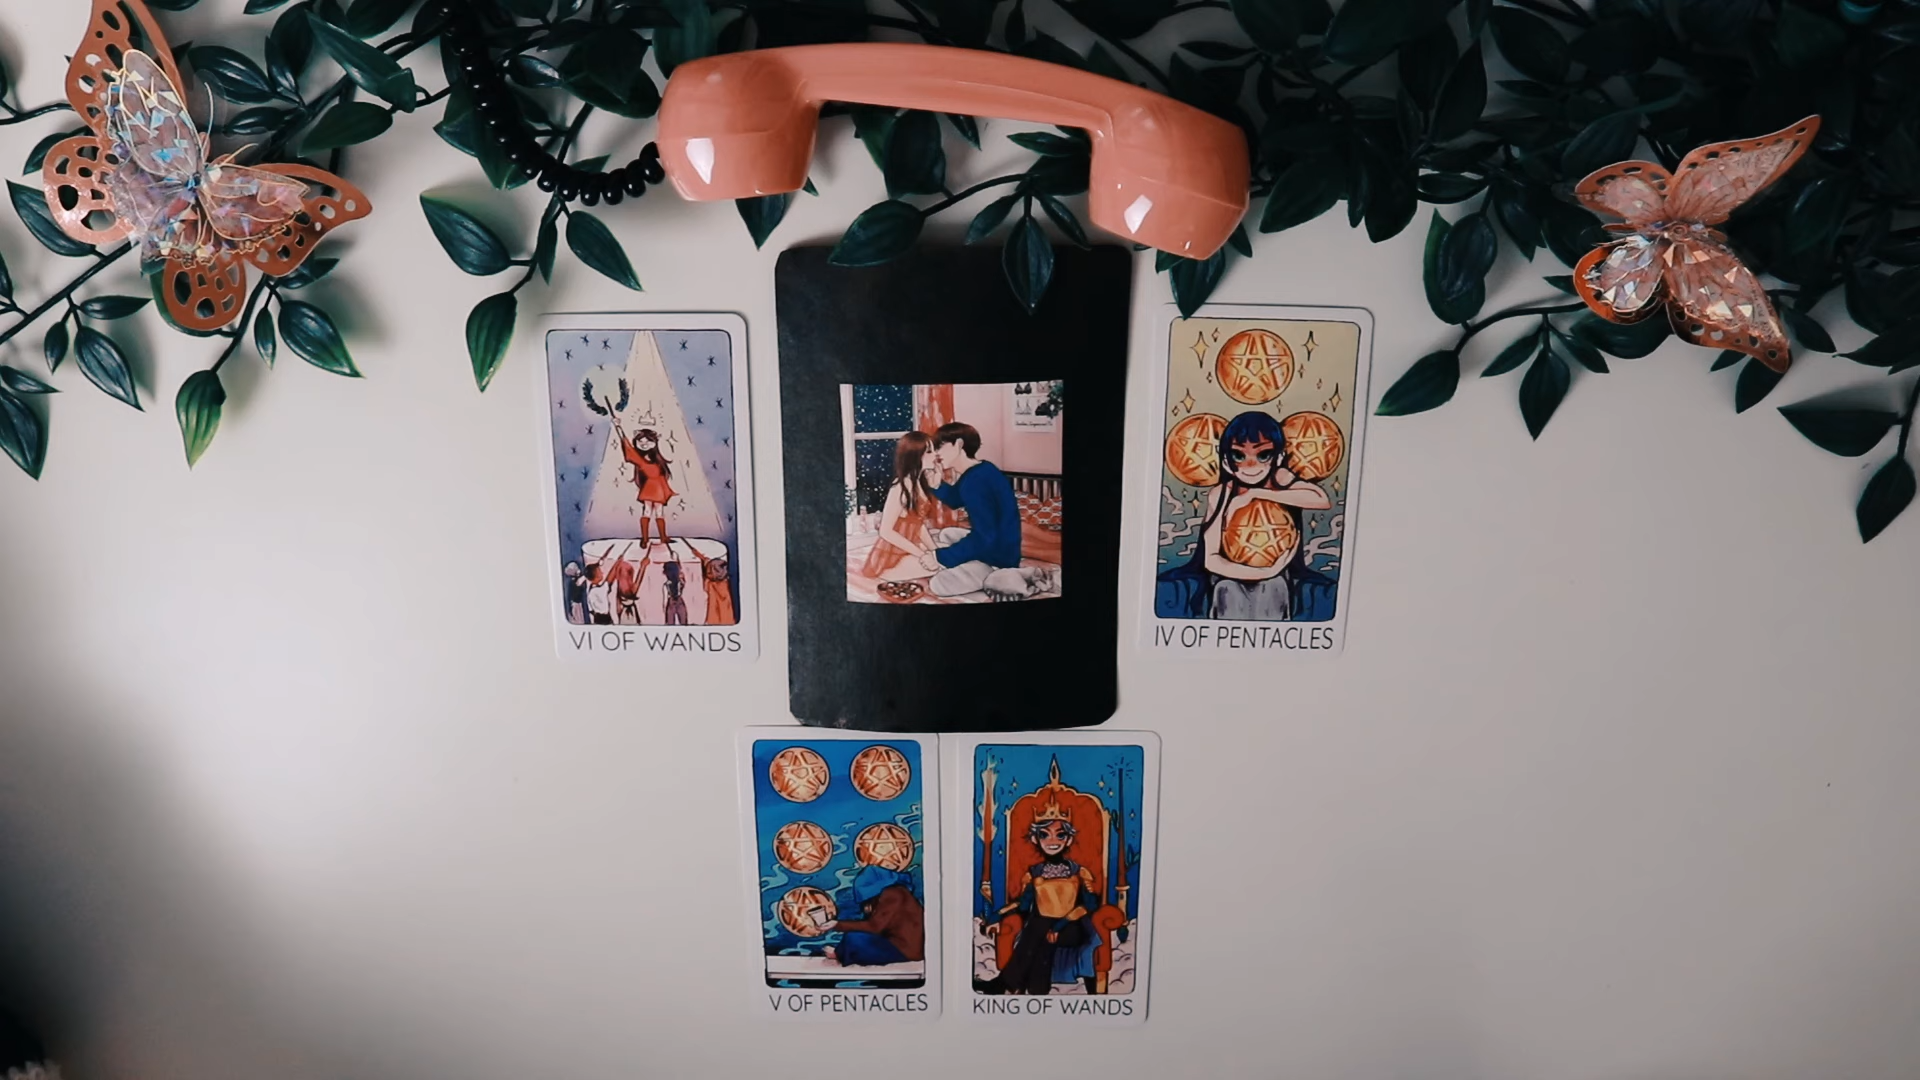 VI OF WANDS
IV OF PENTACLES
V OF PENTACLES
KING OF WANDS